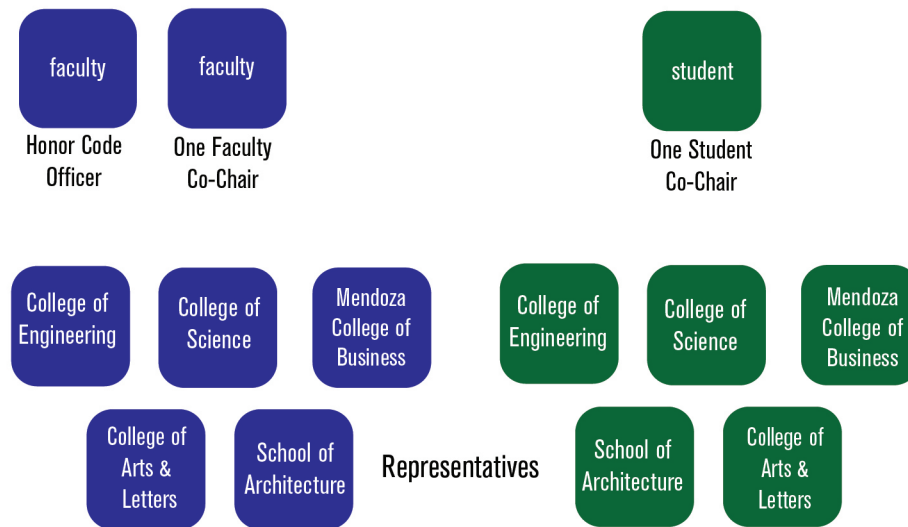 faculty
faculty
student
Honor Code
Officer
One Faculty
Co-Chair
One Student
Co-Chair
College of
Engineering
College of
Science
Mendoza
College of
Business
College of
Engineering
College of
Science
Mendoza
College of
Business
College of
Arts &
Letters
School of
Architecture
Representatives
School of
Architecture
College of
Arts &
Letters